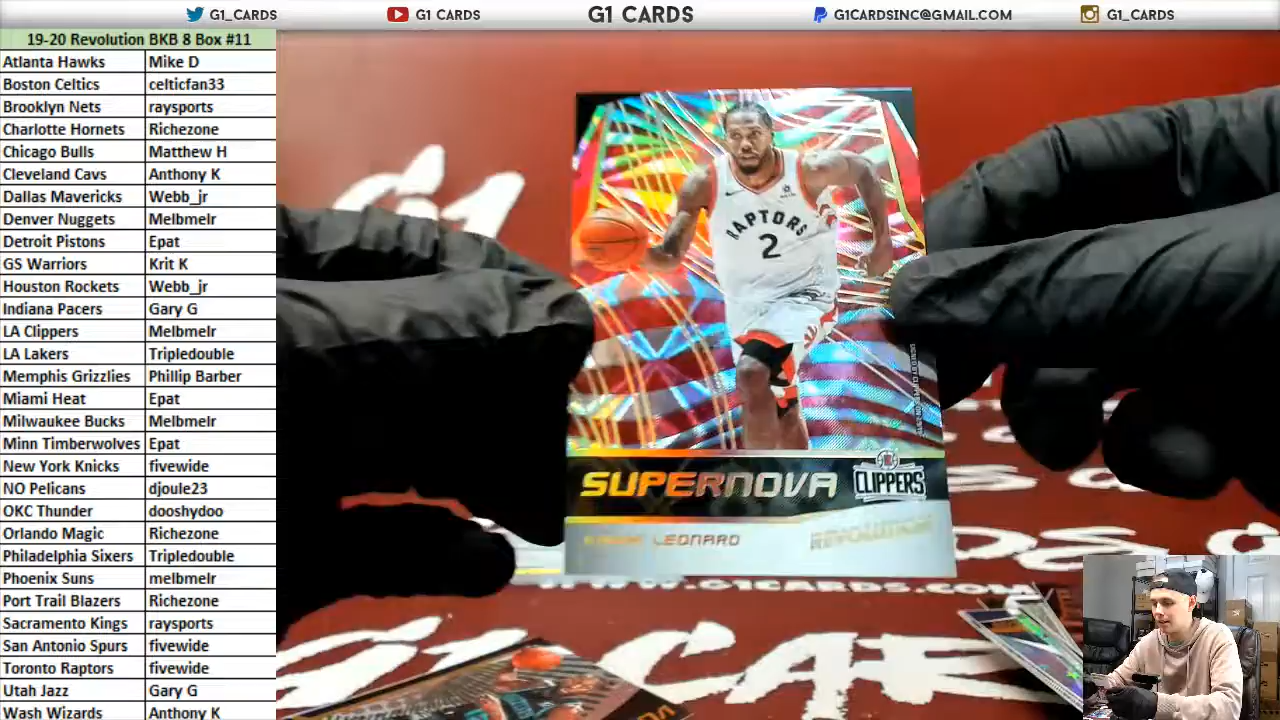 G1_CARDS
G1 CARDS
G1 CARDS
G1CARDSINC@GMAIL.COM
G1_CARDS
19-20 Revolution BKB 8 Box #11
Atlanta Hawks Mike D
Boston Celtics celticfan33
Brooklyn Nets raysports
Charlotte Hornets Richezone
Chicago Bulls Matthew H
Cleveland Cavs Anthony K
Dallas Mavericks Webb_jr
Denver Nuggets Melbmelr
Detroit Pistons Epat
GS Warriors Krit K
Houston Rockets Webb_jr
Indiana Pacers Gary G
LA Clippers Melbmelr
LA Lakers Tripledouble
Memphis Grizzlies Phillip Barber
Miami Heat Epat
Milwaukee Bucks Melbmelr
Minn Timberwolves Epat
New York Knicks fivewide
NO Pelicans djoule23
OKC Thunder dooshydoo
Orlando Magic Richezone
Philadelphia Sixers Tripledouble
Phoenix Suns melbmelr
Port Trail Blazers Richezone
Sacramento Kings raysports
San Antonio Spurs fivewide
Toronto Raptors fivewide
Utah Jazz Gary G
Wash Wizards Anthony K
RAPTORS
2
SUPERNOVA
CLIPPERS
LEONARD
REVOLUTION
WWW.G1CARDS.COM
G1 CAR